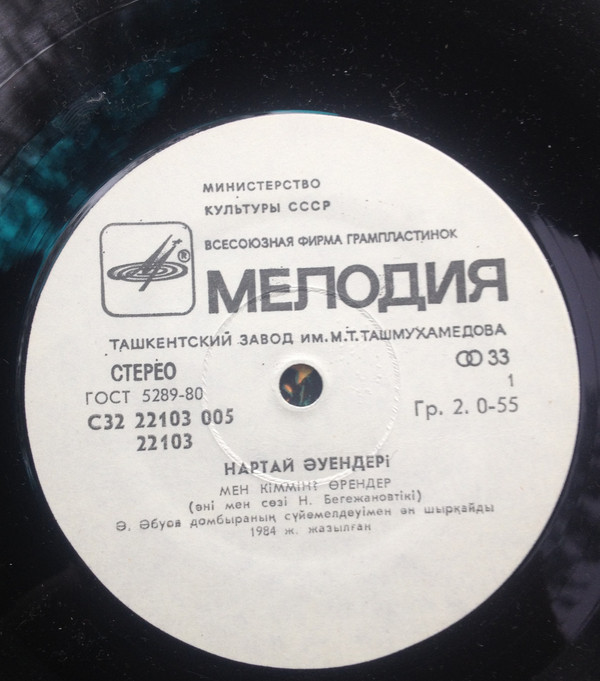 МИНИСТЕРСТВО
КУЛЬТУРЫ СССР
ВСЕСОЮЗНАЯ ФИРМА ГРАМПЛАСТИНОК
®
МЕЛОДИЯ
ТАШКЕНТСКИЙ ЗАВОД ИМ. М. Т. ТАШМУХАМЕДОВА
СТЕРЕО
33
ГОСТ 5289-80
1
С32 22103 005
Гр. 2. 0-55
22103
НАРТАЙ ӘУЕНДЕРі
МЕН КІММІНӘ ӨРЕНДЕР
(әні мен сөзі Н. Бегежановтікі)
Ә. Әбуов домбыраның сүйемелдеуімен ән шырқайды
1984 ж. жазылған